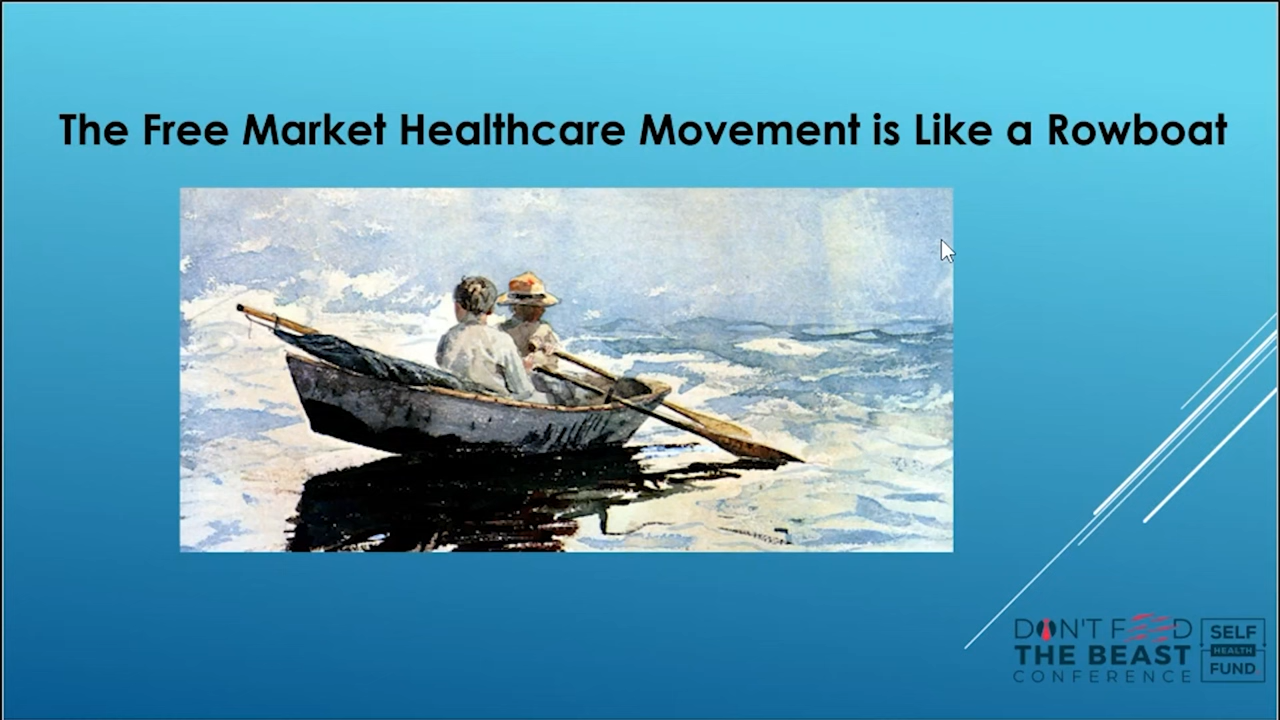 The Free Market Healthcare Movement is Like a Rowboat
DON'T FEED
THE BEAST
CONFERENCE
SELF
HEALTH
FUND